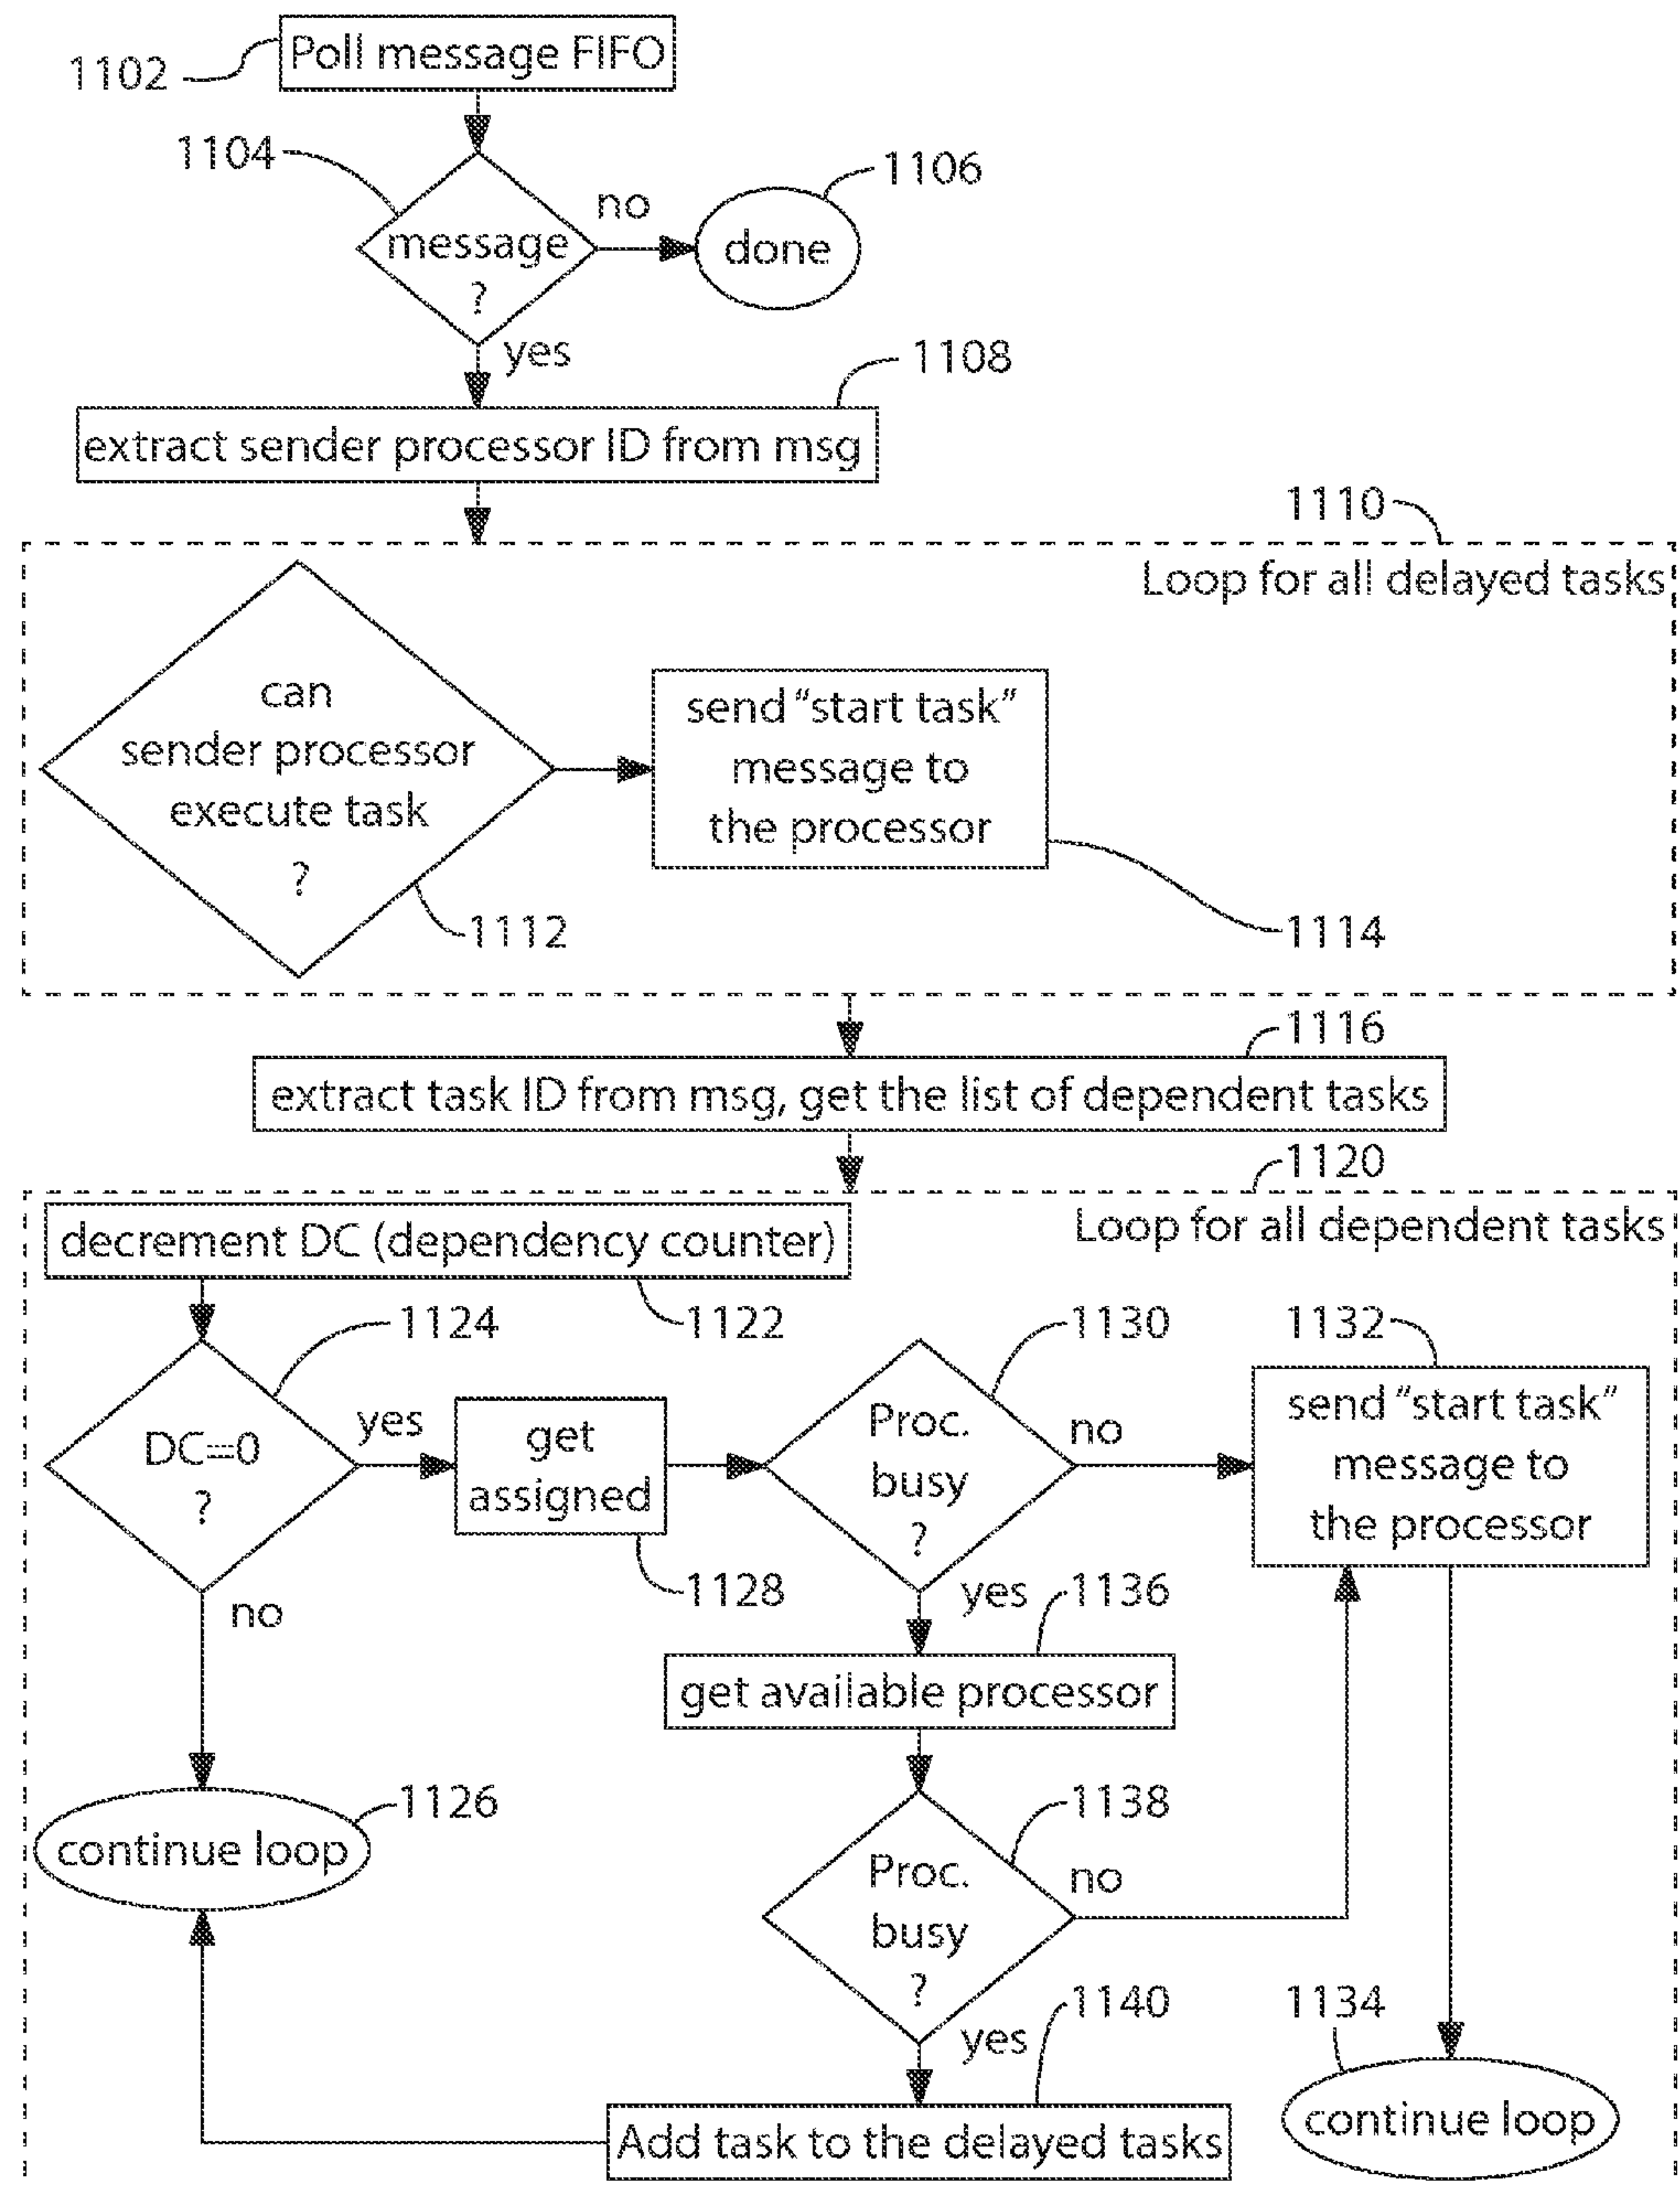 Poll message FIFO
1102
1104
message
?
no
1106
done
yes
1108
extract sender processor ID from msg
1110
Loop for all delayed tasks
can
sender processor
execute task
?
1112
send “start task”
message to
the processor
1114
1116
extract task ID from msg, get the list of dependent tasks
1120
Loop for all dependent tasks
decrement DC (dependency counter)
1122
1124
DC==0
?
yes
no
get
assigned
1128
1130
Proc.
busy
?
no
yes
1132
send “start task”
message to
the processor
1136
get available processor
1126
continue loop
1138
Proc.
busy
?
no
yes
1140
Add task to the delayed tasks
1134
continue loop